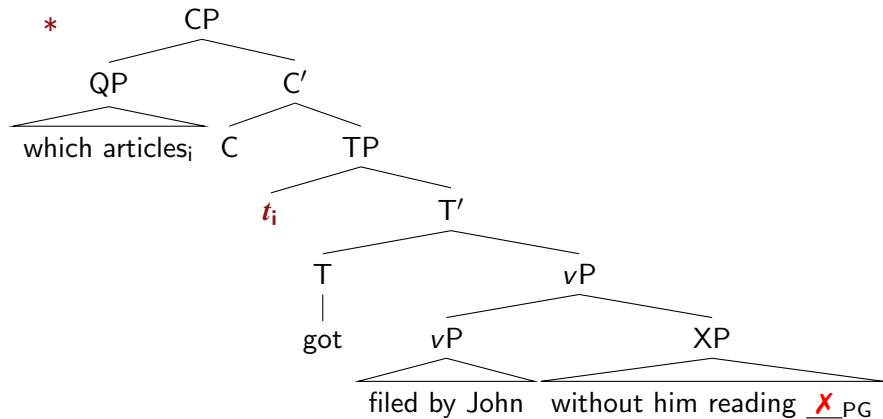 * CP
QP C′
which articlesᵢ C TP
tᵢ T′
T vP
got vP XP
filed by John without him reading ✗PG